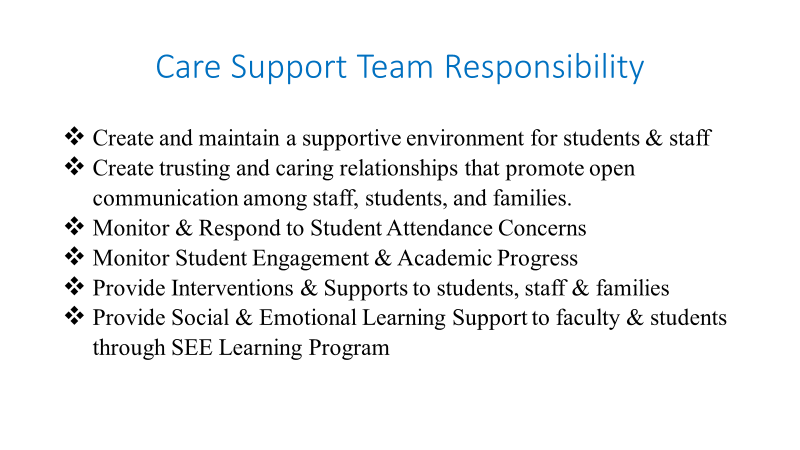 Care Support Team Responsibility
❖ Create and maintain a supportive environment for students & staff
❖ Create trusting and caring relationships that promote open
communication among staff, students, and families.
❖ Monitor & Respond to Student Attendance Concerns
❖ Monitor Student Engagement & Academic Progress
❖ Provide Interventions & Supports to students, staff & families
❖ Provide Social & Emotional Learning Support to faculty & students
through SEE Learning Program